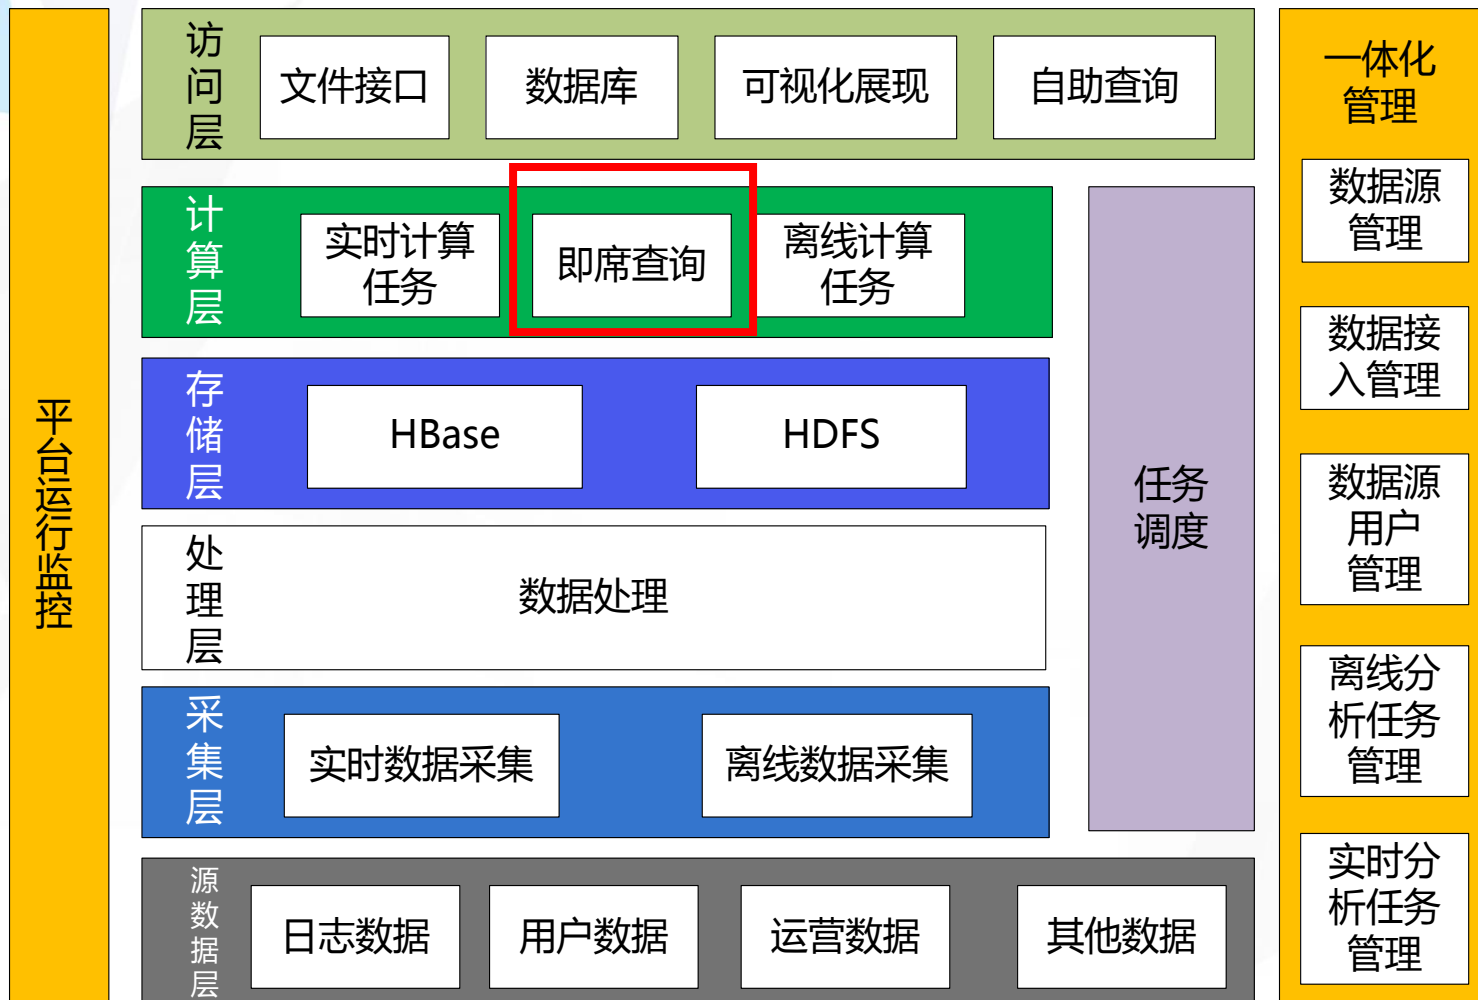 平台运行监控
访问层
文件接口
数据库
可视化展现
自助查询
计算层
实时计算
任务
即席查询
离线计算
任务
存储层
HBase
HDFS
处理层
数据处理
采集层
实时数据采集
离线数据采集
任务
调度
源数据层
日志数据
用户数据
运营数据
其他数据
一体化
管理
数据源
管理
数据接
入管理
数据源
用户
管理
离线分
析任务
管理
实时分
析任务
管理